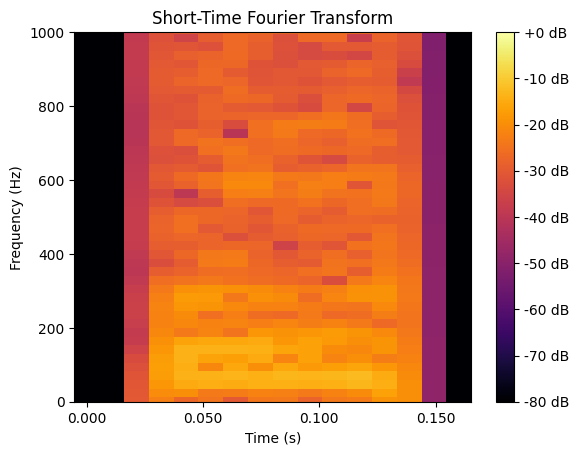 Short-Time Fourier Transform
1000
800
600
400
200
0
Frequency (Hz)
0.000
0.050
0.100
0.150
Time (s)
+0 dB
-10 dB
-20 dB
-30 dB
-40 dB
-50 dB
-60 dB
-70 dB
-80 dB